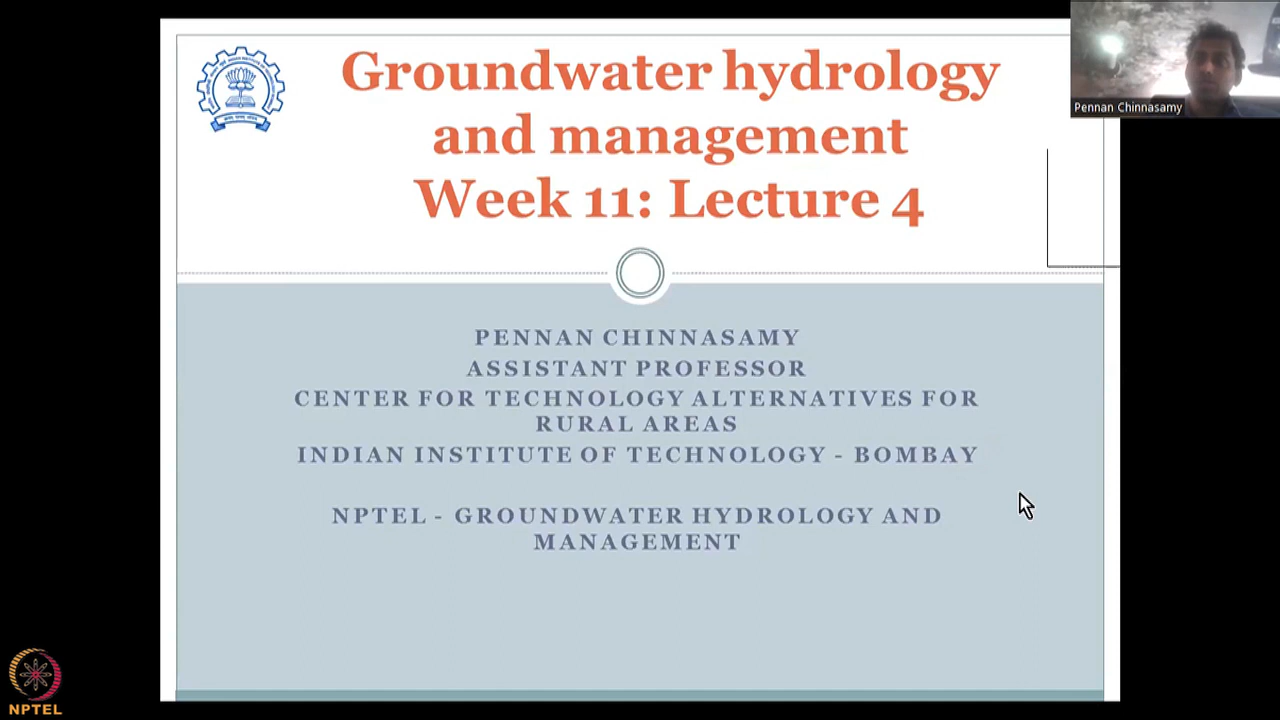 Groundwater hydrology
and management
Week 11: Lecture 4
Pennan Chinnasamy
PENNAN CHINNASAMY
ASSISTANT PROFESSOR
CENTER FOR TECHNOLOGY ALTERNATIVES FOR
RURAL AREAS
INDIAN INSTITUTE OF TECHNOLOGY - BOMBAY
NPTEL - GROUNDWATER HYDROLOGY AND
MANAGEMENT
NPTEL